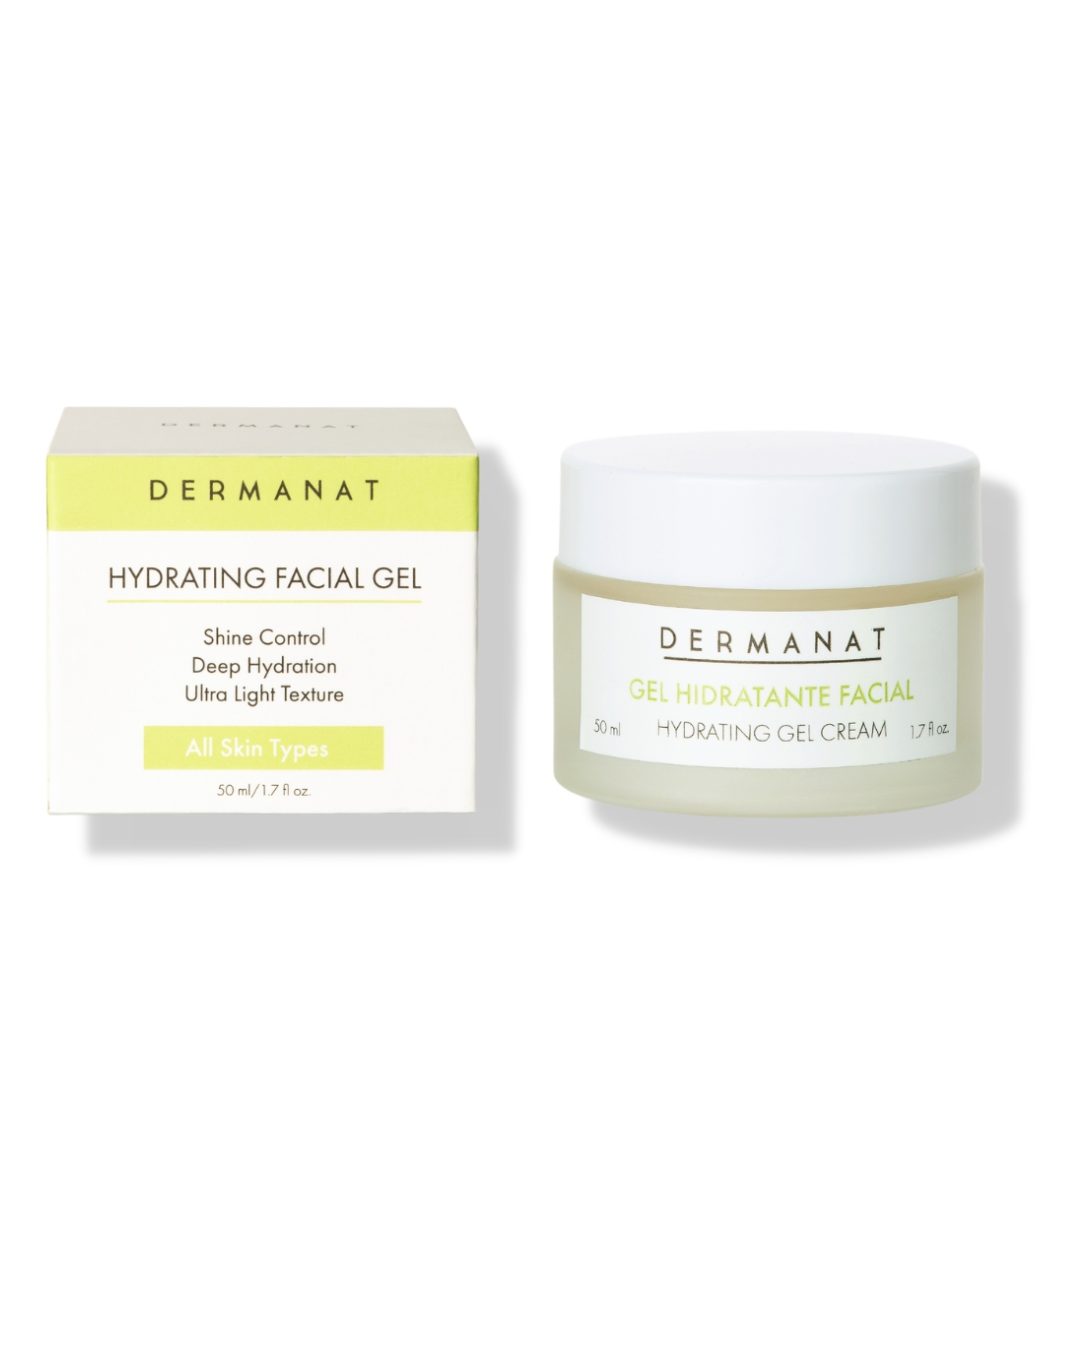 DERMANAT
DERMANAT
HYDRATING FACIAL GEL
Shine Control
Deep Hydration
Ultra Light Texture
All Skin Types
50 ml/1.7 fl oz.
DERMANAT
GEL HIDRATANTE FACIAL
50 ml HYDRATING GEL CREAM 1.7 fl oz.